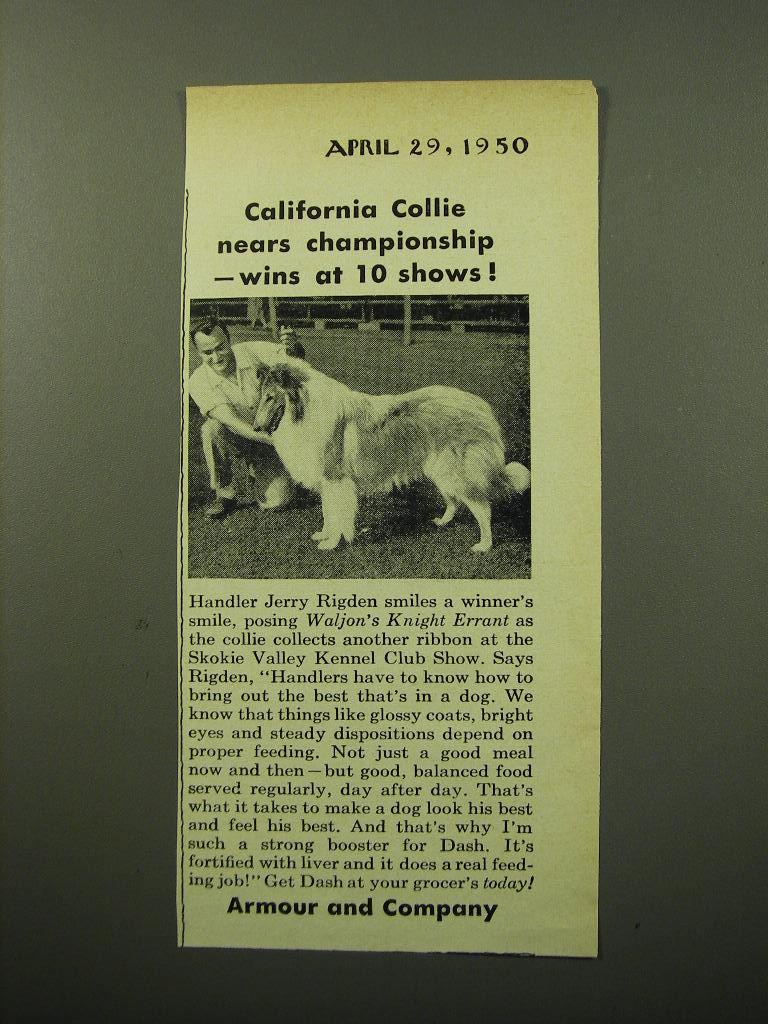 APRIL 29, 1950
California Collie
nears championship
—wins at 10 shows!
Handler Jerry Rigden smiles a winner's
smile, posing Waljon's Knight Errant as
the collie collects another ribbon at the
Skokie Valley Kennel Club Show. Says
Rigden, "Handlers have to know how to
bring out the best that's in a dog. We
know that things like glossy coats, bright
eyes and steady dispositions depend on
proper feeding. Not just a good meal
now and then—but good, balanced food
served regularly, day after day. That's
what it takes to make a dog look his best
and feel his best. And that's why I'm
such a strong booster for Dash. It's
fortified with liver and it does a real feed-
ing job!" Get Dash at your grocer's today!
Armour and Company